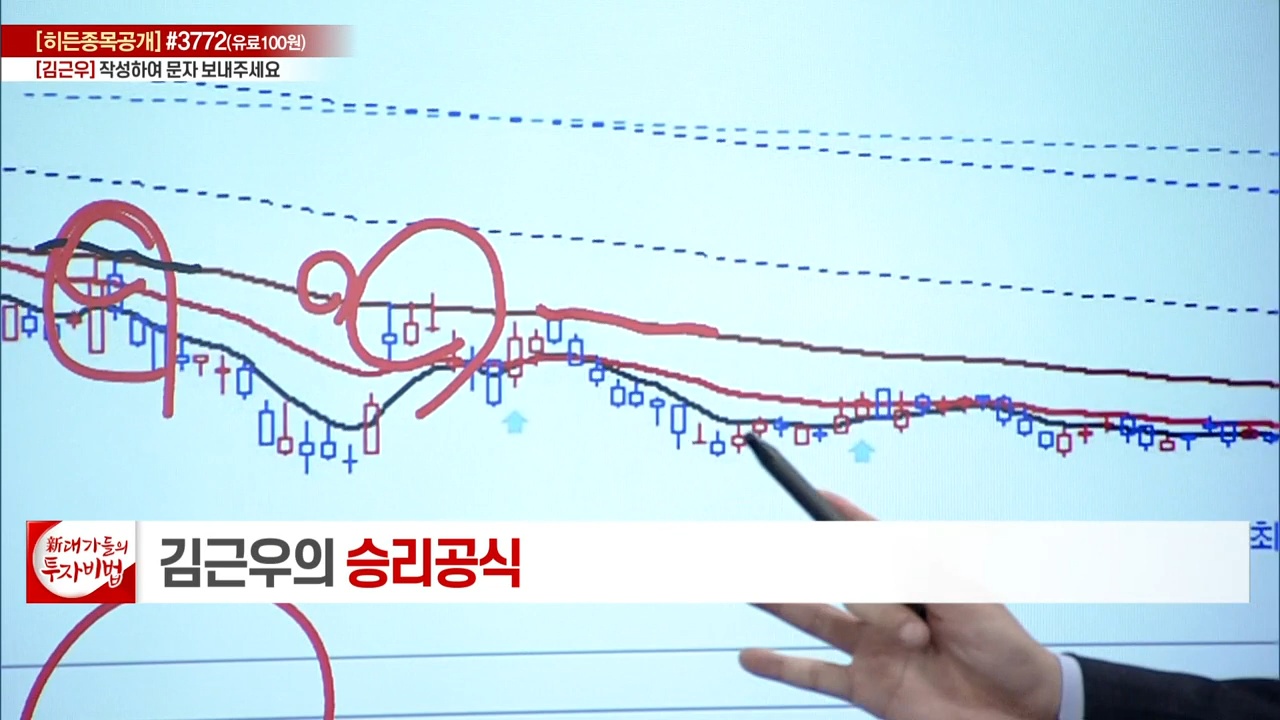 [히든종목공개] #3772(유료100원)
[김근우] 작성하여 문자 보내주세요
최
新대가들의
투자비법
김근우의 승리공식